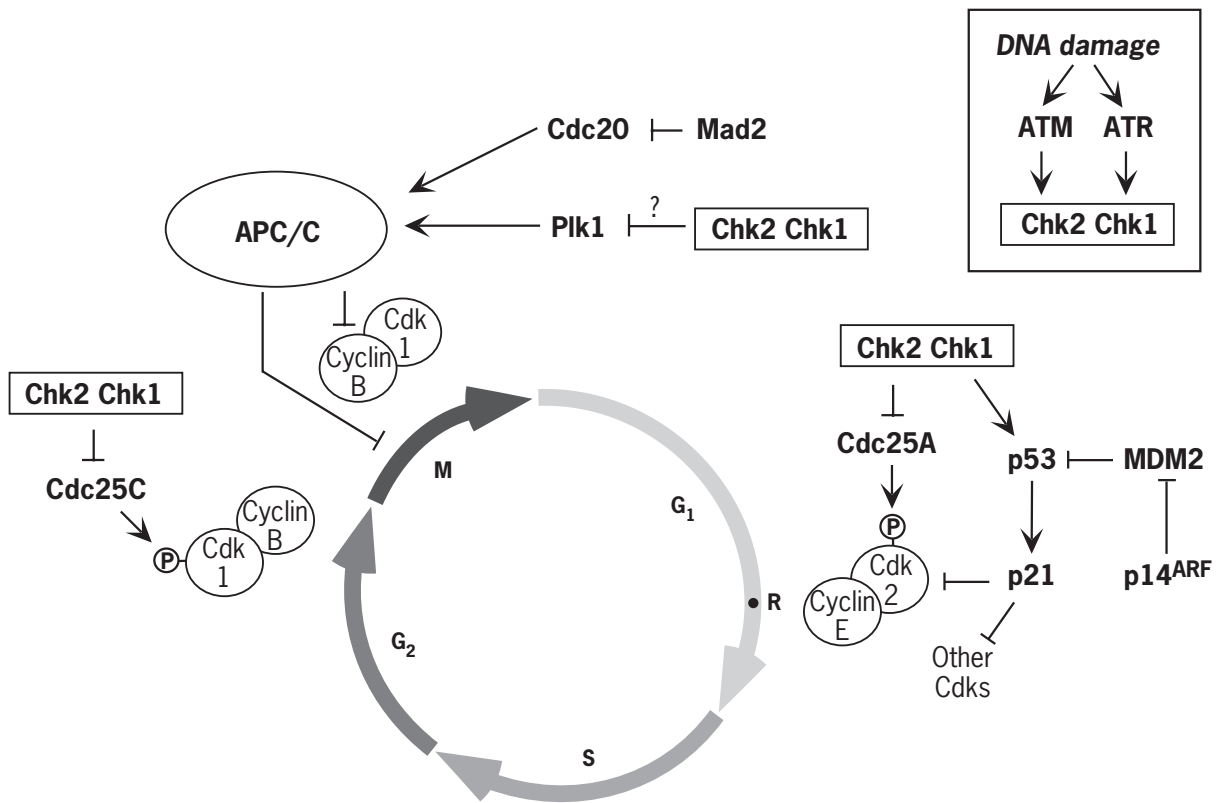 DNA damage
ATM ATR
Chk2 Chk1
Cdc20 Mad2
?
APC/C Plk1 Chk2 Chk1
Cdk
1
Cyclin
B
Chk2 Chk1
Chk2 Chk1
Cdc25A
p53 MDM2
M
Cdc25C
Cyclin
B
P
Cdk
1
G1
P
Cdk
2
p21 p14ARF
Cyclin
E
R
G2
Other
Cdks
S